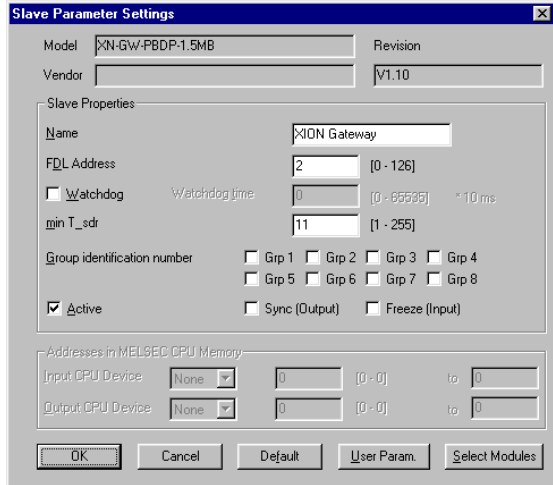 Slave Parameter Settings
Model XN-GW-PBDP-1.5MB Revision
Vendor V1.10
Slave Properties
Name XION Gateway
FDL Address 2 [0 - 126]
Watchdog Watchdog time 0 [0 - 65535] * 10 ms
min T_sdr 11 [1 - 255]
Group identification number Grp 1 Grp 2 Grp 3 Grp 4
Grp 5 Grp 6 Grp 7 Grp 8
Active Sync (Output) Freeze (Input)
Addresses in MELSEC CPU Memory
Input CPU Device None 0 [0 - 0] to 0
Output CPU Device None 0 [0 - 0] to 0
OK Cancel Default User Param. Select Modules